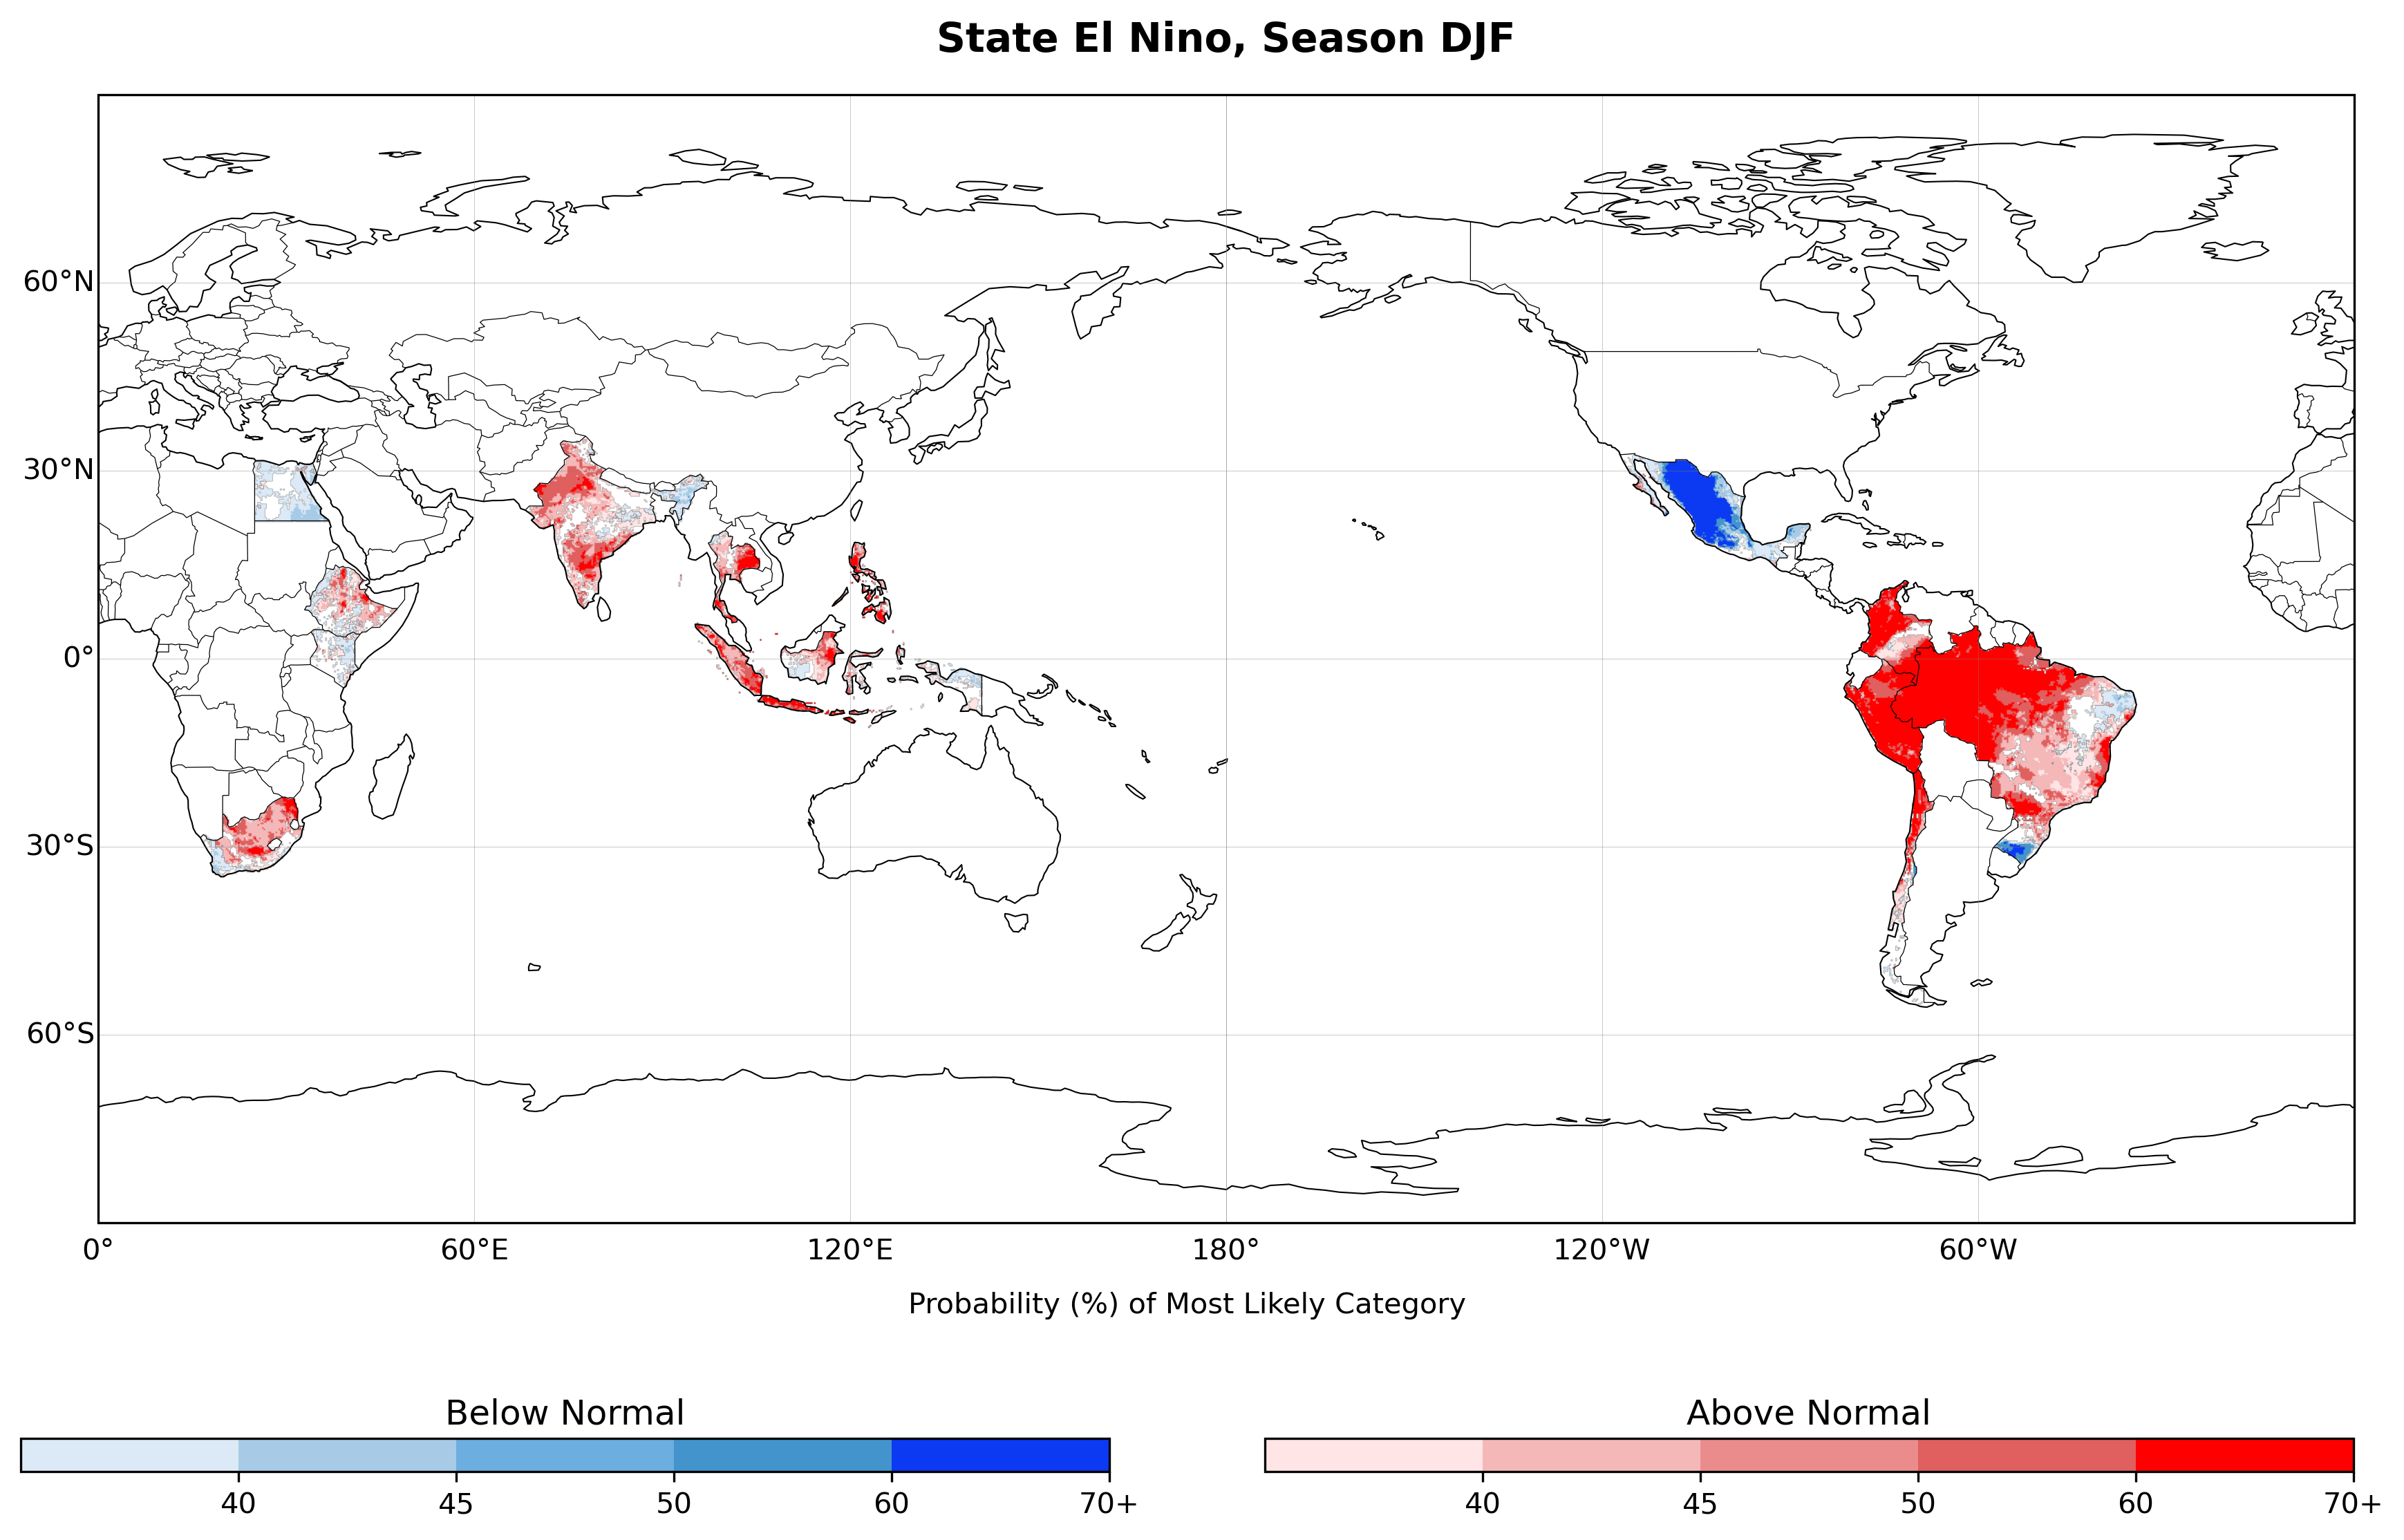 State El Nino, Season DJF
60°N
30°N
0°
30°S
60°S
0° 60°E 120°E 180° 120°W 60°W
Probability (%) of Most Likely Category
Below Normal Above Normal
40 45 50 60 70+ 40 45 50 60 70+